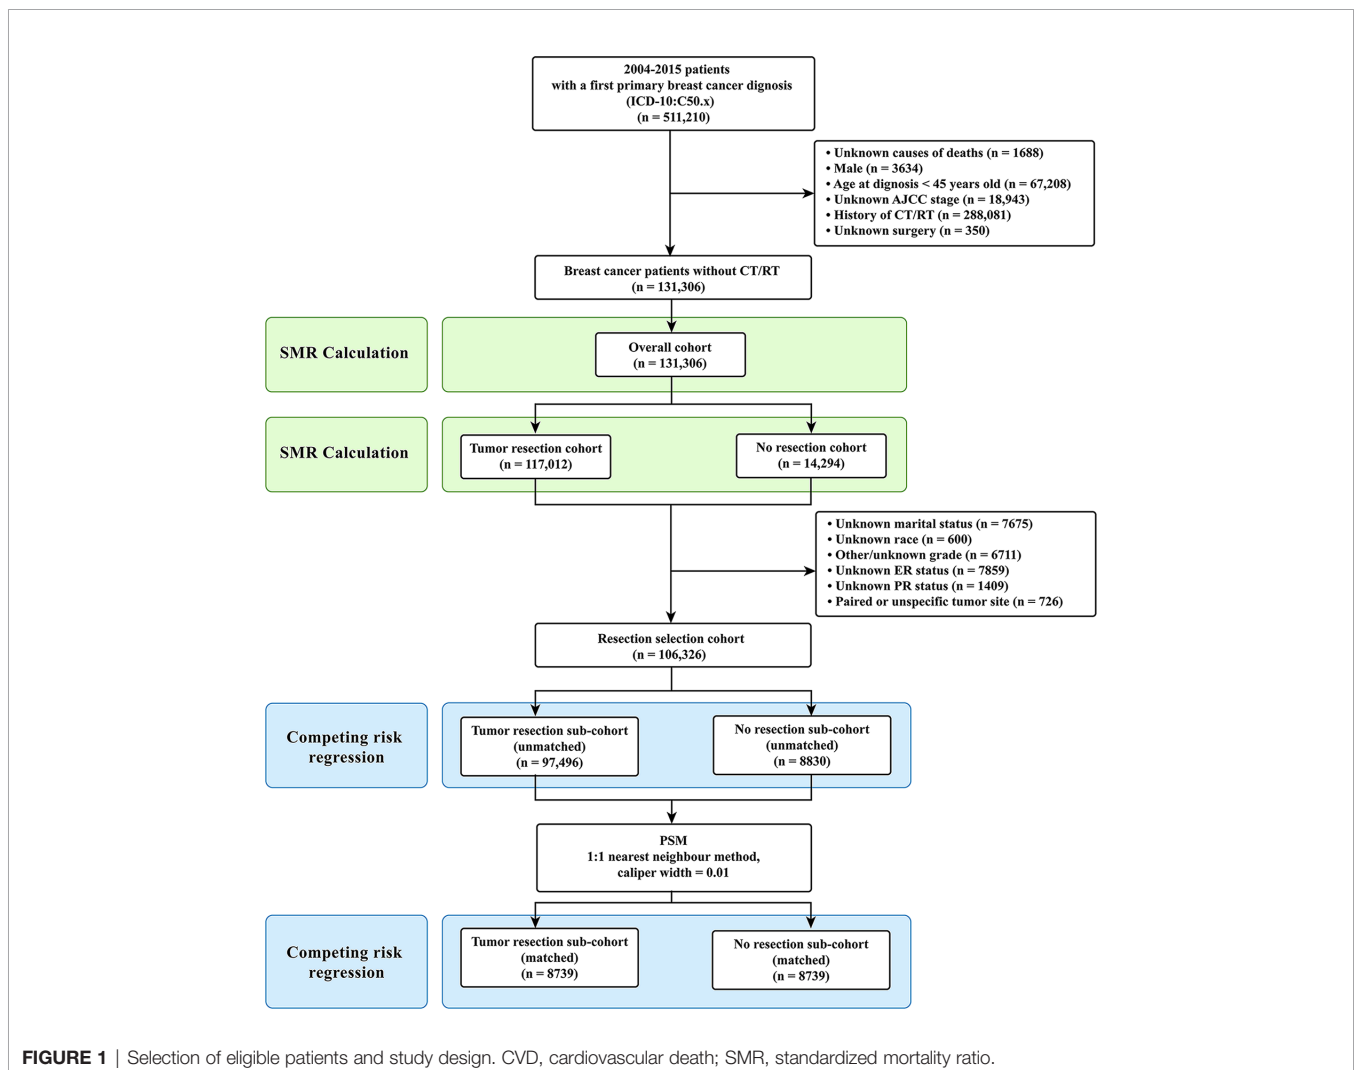 2004-2015 patients
with a first primary breast cancer dignosis
(ICD-10:C50.x)
(n = 511,210)
• Unknown causes of deaths (n = 1688)
• Male (n = 3634)
• Age at dignosis < 45 years old (n = 67,208)
• Unknown AJCC stage (n = 18,943)
• History of CT/RT (n = 288,081)
• Unknown surgery (n = 350)
Breast cancer patients without CT/RT
(n = 131,306)
SMR Calculation
Overall cohort
(n = 131,306)
SMR Calculation
Tumor resection cohort
(n = 117,012)
No resection cohort
(n = 14,294)
• Unknown marital status (n = 7675)
• Unknown race (n = 600)
• Other/unknown grade (n = 6711)
• Unknown ER status (n = 7859)
• Unknown PR status (n = 1409)
• Paired or unspecific tumor site (n = 726)
Resection selection cohort
(n = 106,326)
Competing risk
regression
Tumor resection sub-cohort
(unmatched)
(n = 97,496)
No resection sub-cohort
(unmatched)
(n = 8830)
PSM
1:1 nearest neighbour method,
caliper width = 0.01
Competing risk
regression
Tumor resection sub-cohort
(matched)
(n = 8739)
No resection sub-cohort
(matched)
(n = 8739)
FIGURE 1 | Selection of eligible patients and study design. CVD, cardiovascular death; SMR, standardized mortality ratio.